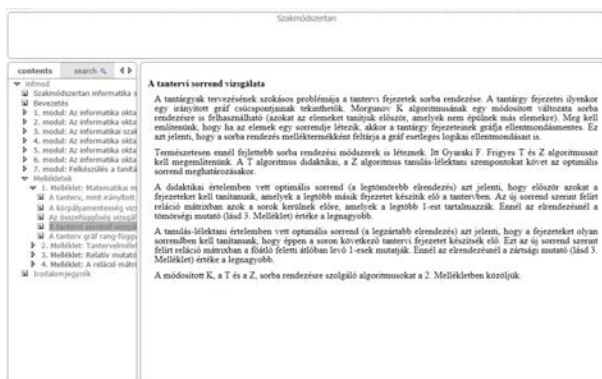 Szakmódszertan
contents search
infmod
Szakmódszertan informatika s
Bevezetés
1. modul: Az informatika okta
2. modul: Az informatika okta
3. modul: Az informatikai szak
4. modul: Az informatika okta
5. modul: Az informatika okta
6. modul: Az informatika okta
7. modul: Felkészülés a tanítá
Mellékletek
1. Melléklet: Matematikai m
A tanterv, mint irányított
A körpályamentesség viz
Az összefüggőség vizsgál
A tantervi sorrend vizsgál
A tanterv gráf rang-függv
2. Melléklet: Tantervelmélet
3. Melléklet: Relatív mutató
4. Melléklet: A reláció mátri
Irodalomjegyzék
A tantervi sorrend vizsgálata
A tantárgyak tervezésének szokásos problémája a tantervi fejezetek sorba rendezése. A tantárgy fejezetei ilyenkor
egy irányított gráf csúcspontjainak tekinthetők. Morgunov K algoritmusának egy módosított változata sorba
rendezésre is felhasználható (azokat az elemeket tanítjuk először, amelyek nem épülnek más elemekre). Meg kell
említenünk, hogy ha az elemek egy sorrendje létezik, akkor a tantárgy fejezeteinek gráfja ellentmondásmentes. Ez
azt jelenti, hogy a sorba rendezés melléktermékként feltárja a gráf esetleges logikai ellentmondásait is.
Természetesen ennél fejlettebb sorba rendezési módszerek is léteznek. Itt Gyaraki F. Frigyes T és Z algoritmusait
kell megemlítenünk. A T algoritmus didaktikai, a Z algoritmus tanulás-lélektani szempontokat követ az optimális
sorrend meghatározásakor.
A didaktikai értelemben vett optimális sorrend (a legtömörebb elrendezés) azt jelenti, hogy először azokat a
fejezeteket kell tanítanunk, amelyek a legtöbb másik fejezetet készítik elő a tantervben. Az új sorrend szerint felírt
reláció mátrixban azok a sorok kerülnek előre, amelyek a legtöbb 1-est tartalmazzák. Ennél az elrendezésnél a
tömörségi mutató (lásd 3. Melléklet) értéke a legnagyobb.
A tanulás-lélektani értelemben vett optimális sorrend (a legzártabb elrendezés) azt jelenti, hogy a fejezeteket olyan
sorrendben kell tanítanunk, hogy éppen a soron következő tantervi fejezetet készítsék elő. Ezt az új sorrend szerint
felírt reláció mátrixban a főátló feletti átlóban levő 1-esek mutatják. Ennél az elrendezésnél a zártsági mutató (lásd 3.
Melléklet) értéke a legnagyobb.
A módosított K, a T és a Z, sorba rendezésre szolgáló algoritmusokat a 2. Mellékletben közöljük.